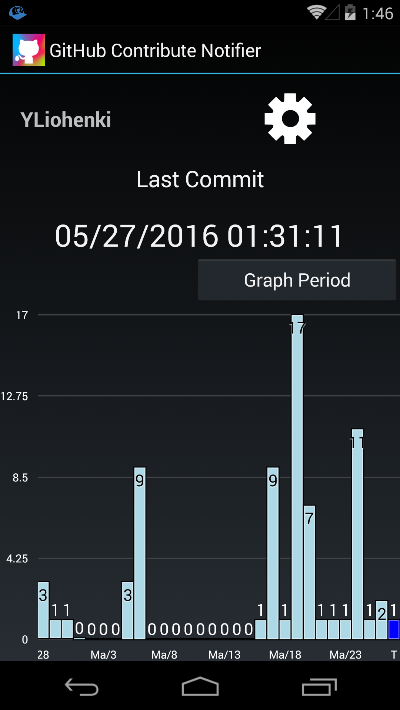 1:46
GitHub Contribute Notifier
YLiohenki
Last Commit
05/27/2016 01:31:11
Graph Period
17
12.75
8.5
4.25
0
3 1 1 0 0 0 0 3 9 0 0 0 0 0 0 0 0 0 1 9 1 17 7 1 1 1 11 1 2 1
28 Ma/3 Ma/8 Ma/13 Ma/18 Ma/23 T